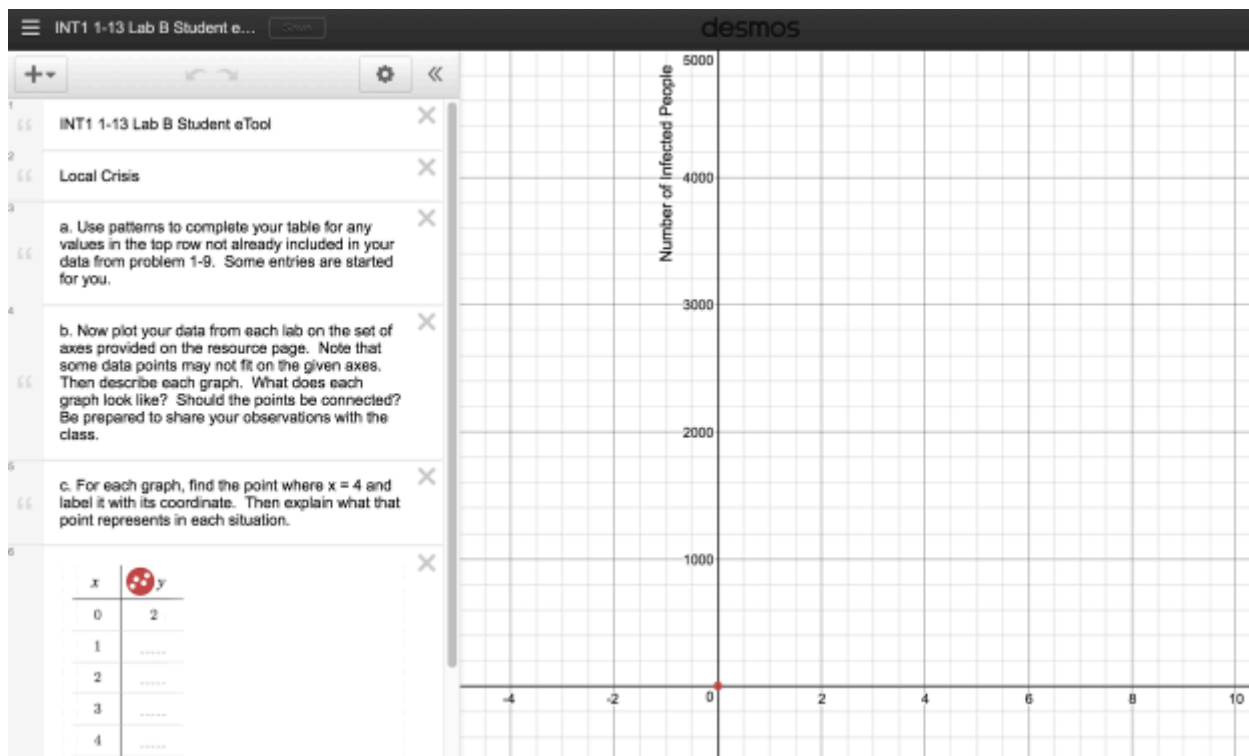 INT1 1-13 Lab B Student e...
Save
desmos
1
INT1 1-13 Lab B Student eTool
2
Local Crisis
3
a. Use patterns to complete your table for any
values in the top row not already included in your
data from problem 1-9. Some entries are started
for you.
4
b. Now plot your data from each lab on the set of
axes provided on the resource page. Note that
some data points may not fit on the given axes.
Then describe each graph. What does each
graph look like? Should the points be connected?
Be prepared to share your observations with the
class.
5
c. For each graph, find the point where x = 4 and
label it with its coordinate. Then explain what that
point represents in each situation.
6
x y
0 2
1
2
3
4
Number of Infected People
5000
4000
3000
2000
1000
-4 -2 0 2 4 6 8 10